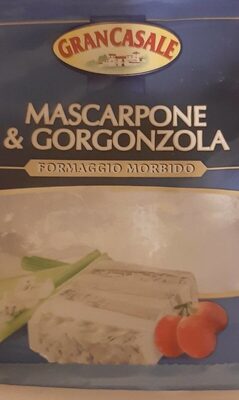 GRANCASALE
MASCARPONE
& GORGONZOLA
FORMAGGIO MORBIDO